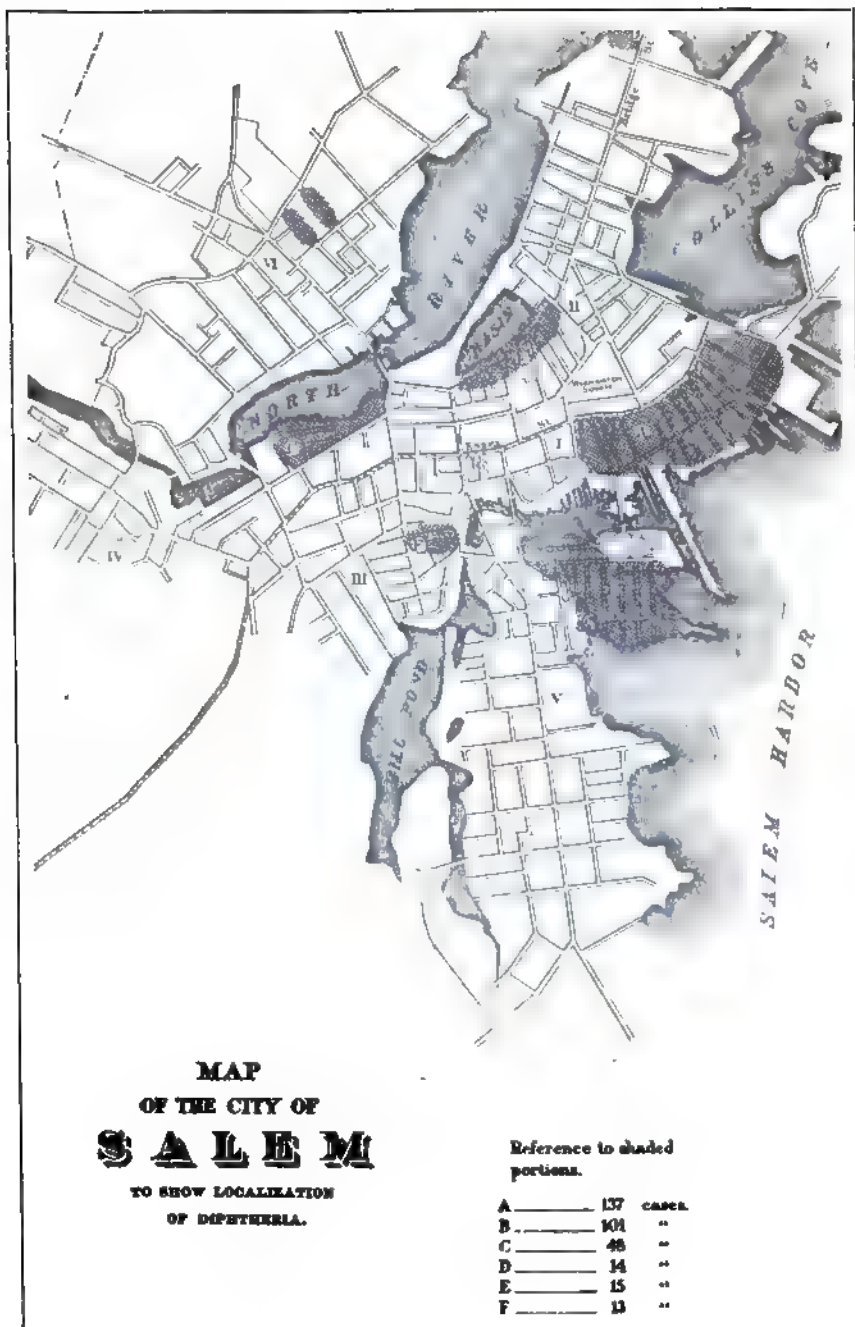 COLLINS COVE
Bridge
RIVER
VI
II
BASIN
NORTH
I
IV
III
MILL POND
V
SALEM HARBOR
MAP
OF THE CITY OF
SALEM
TO SHOW LOCALIZATION
OF DIPHTHERIA.
Reference to shaded
portions.
A 137 cases.
B 101 "
C 48 "
D 14 "
E 15 "
F 13 "